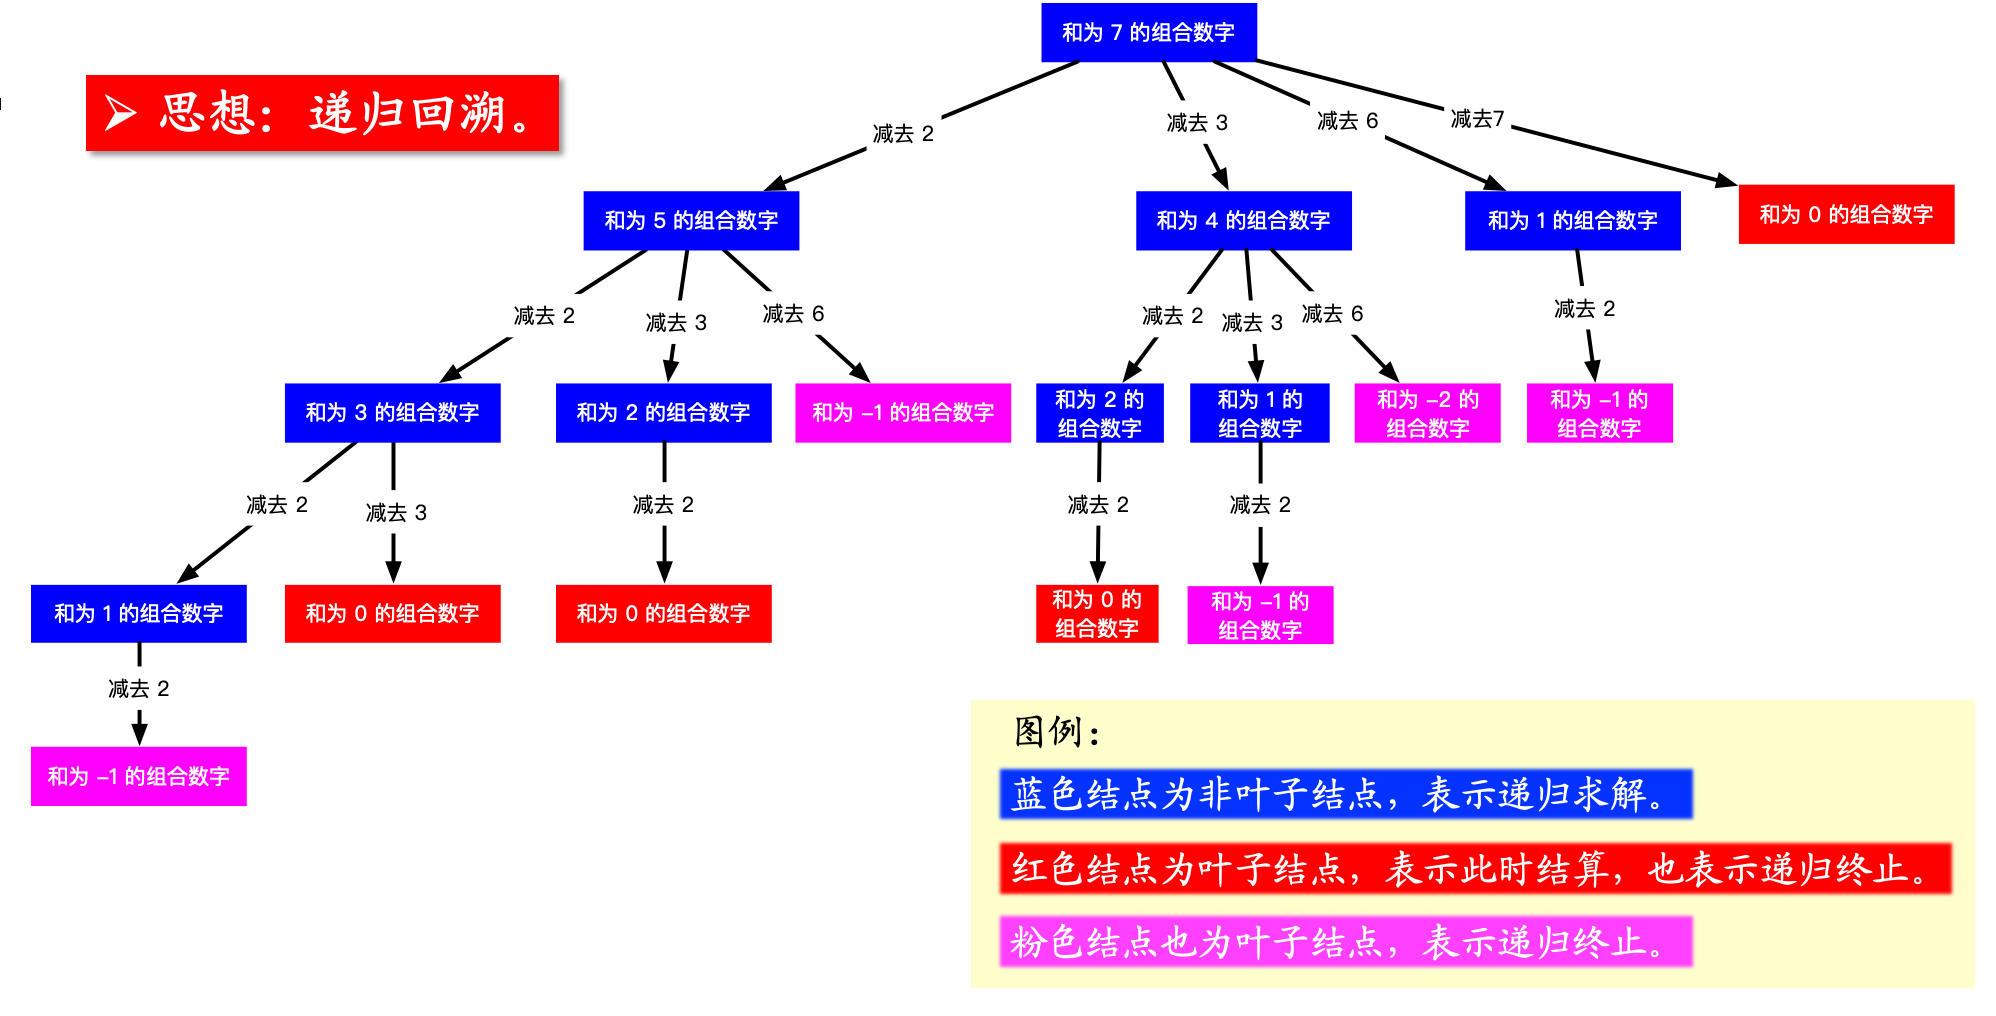 和为 7 的组合数字
➢ 思想：递归回溯。
减去 2
减去 3
减去 6
减去7
和为 5 的组合数字
和为 4 的组合数字
和为 1 的组合数字
和为 0 的组合数字
减去 2
减去 3
减去 6
减去 2
减去 3
减去 6
减去 2
和为 3 的组合数字
和为 2 的组合数字
和为 -1 的组合数字
和为 2 的
组合数字
和为 1 的
组合数字
和为 -2 的
组合数字
和为 -1 的
组合数字
减去 2
减去 3
减去 2
减去 2
减去 2
和为 1 的组合数字
和为 0 的组合数字
和为 0 的组合数字
和为 0 的
组合数字
和为 -1 的
组合数字
减去 2
和为 -1 的组合数字
图例：
蓝色结点为非叶子结点，表示递归求解。
红色结点为叶子结点，表示此时结算，也表示递归终止。
粉色结点也为叶子结点，表示递归终止。